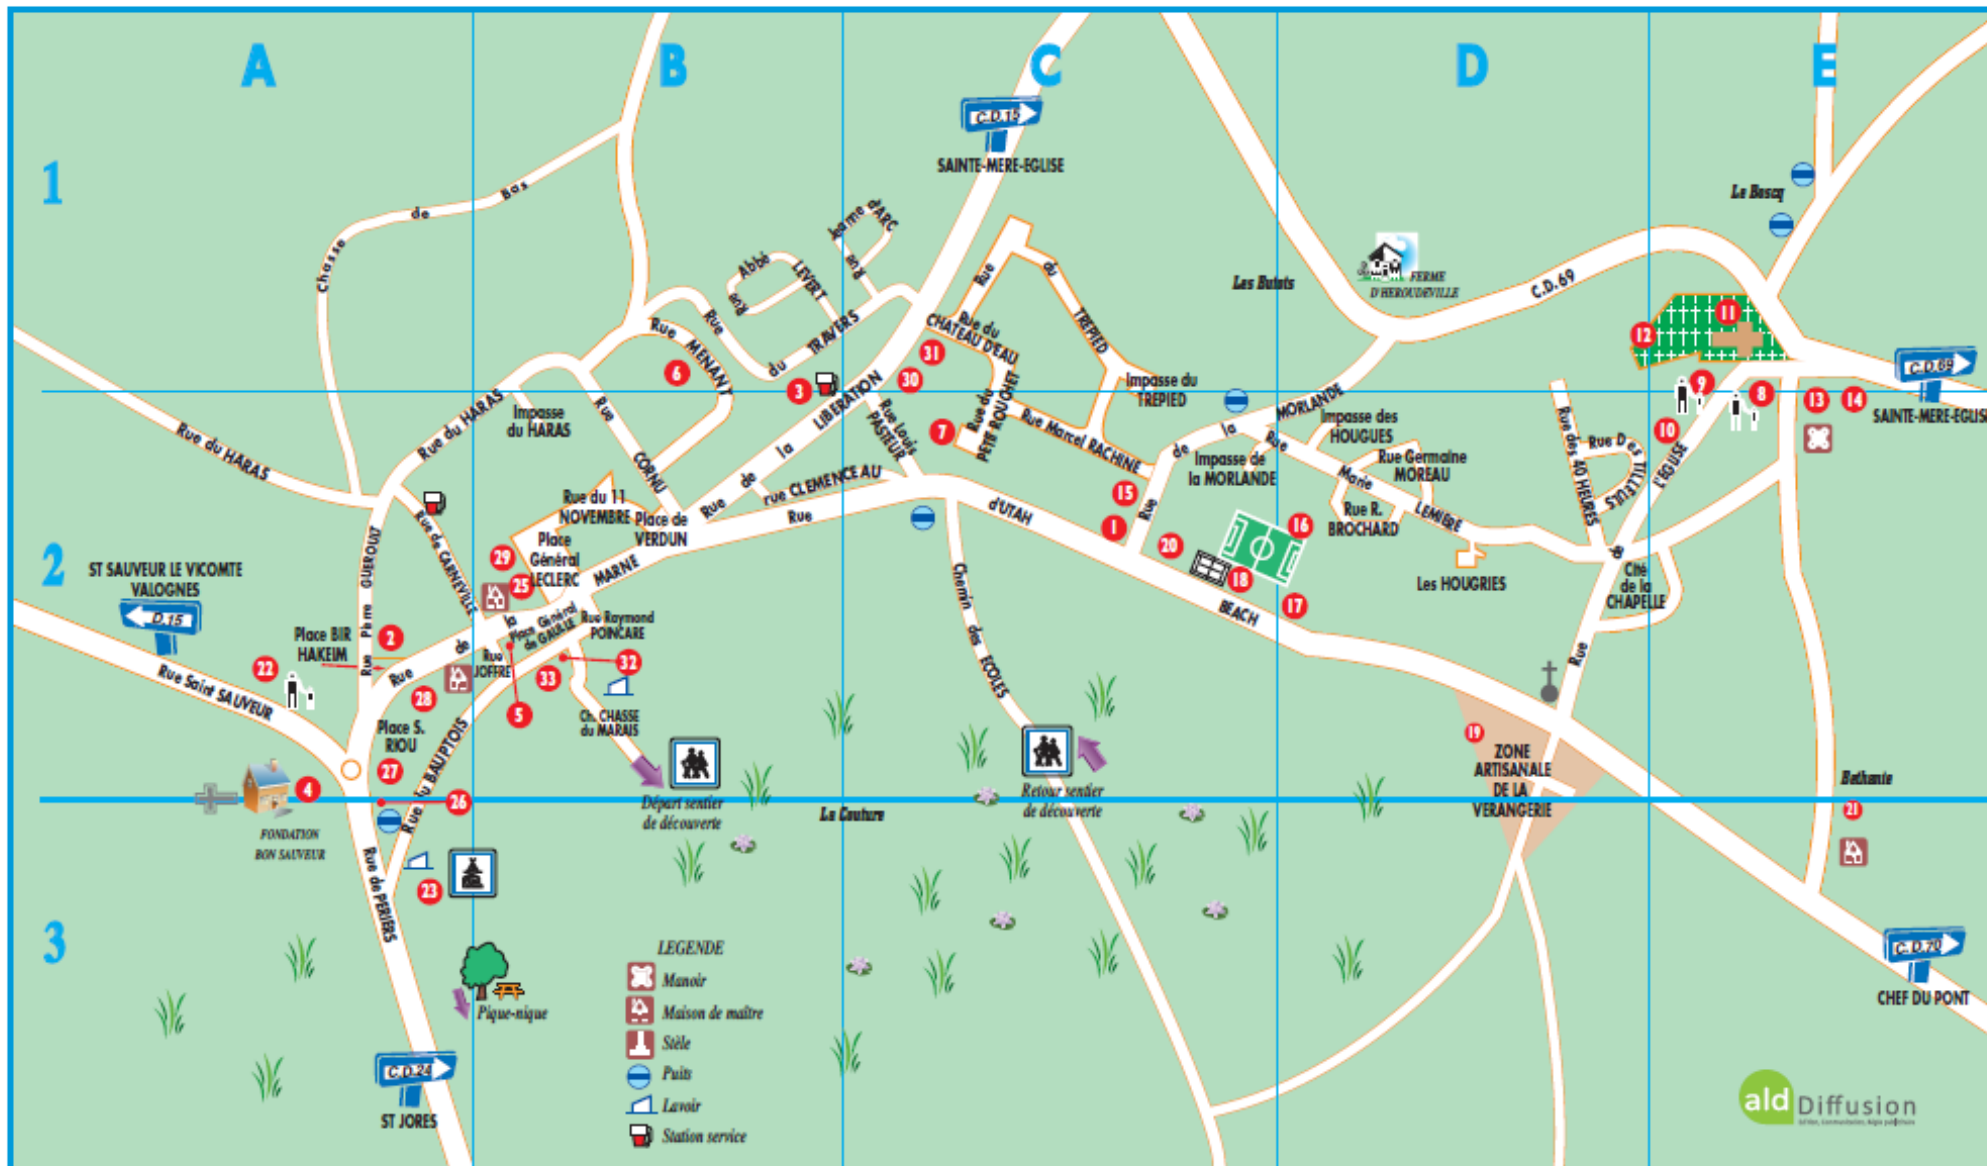 A
B
C
D
E
1
2
3
C.D.15
SAINTE-MERE-EGLISE
Le Boscq
Chasse de Bas
Rue Jeanne d'ARC
Rue Abbé LEVERT
Rue du TRAVERS
Rue MENANT
Rue du TREPIED
Rue du CHATEAU D'EAU
Les Butots
FERME
D'HEROUDEVILLE
C.D.69
12
11
31
30
6
3
C.D.69
SAINTE-MERE-EGLISE
9
8
13
14
10
Impasse du
TREPIED
Rue du HARAS
Rue du HARAS
Impasse
du HARAS
Rue CORNU
Rue de la LIBERATION
Rue Louis
PASTEUR
7
Rue du
PETIT ROUCHET
Rue Marcel RACHINE
Rue de la MORLANDE
Impasse des
HOUGUES
Impasse de
la MORLANDE
Rue Germaine
MOREAU
Rue Marie LEMIERE
Rue R.
BROCHARD
Rue des 40 HEURES
Rue Des TILLEULS
Rue de L'EGLISE
rue CLEMENCEAU
Rue d'UTAH BEACH
Rue du 11
NOVEMBRE
Place de
VERDUN
Place
Général
LECLERC
Rue de la MARNE
Rue de CARNEVILLE
Rue Pierre GUEROULT
29
25
15
1
20
16
18
17
Les HOUGRIES
Cité
de la
CHAPELLE
ST SAUVEUR LE VICOMTE
VALOGNES
D.15
Place BIR
HAKEIM
2
22
Rue Saint SAUVEUR
28
Place Général
de GAULLE
Rue
JOFFRE
Rue Raymond
POINCARE
32
33
5
Ch. CHASSE
du MARAIS
Chemin des ECOLES
Place S.
RIOU
27
Rue du BAUPTOIS
4
26
FONDATION
BON SAUVEUR
Départ sentier
de découverte
La Couture
Retour sentier
de découverte
19
ZONE
ARTISANALE
DE LA
VERANGERIE
Bethanie
21
Rue de PERIERS
23
Pique-nique
C.D.24
ST JORES
LEGENDE
Manoir
Maison de maître
Stèle
Puits
Lavoir
Station service
C.D.70
CHEF DU PONT
ald Diffusion